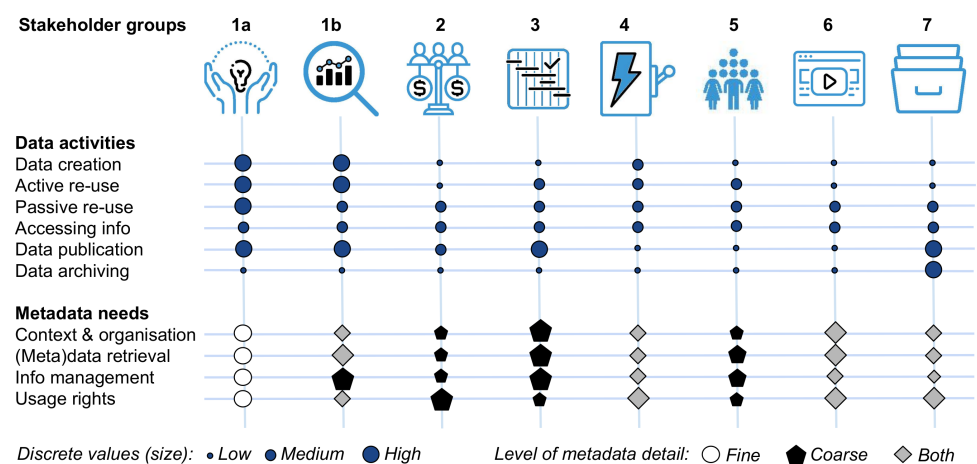 Stakeholder groups 1a 1b 2 3 4 5 6 7
$ $
Data activities
Data creation
Active re-use
Passive re-use
Accessing info
Data publication
Data archiving
Metadata needs
Context & organisation
(Meta)data retrieval
Info management
Usage rights
Discrete values (size): Low Medium High Level of metadata detail: Fine Coarse Both